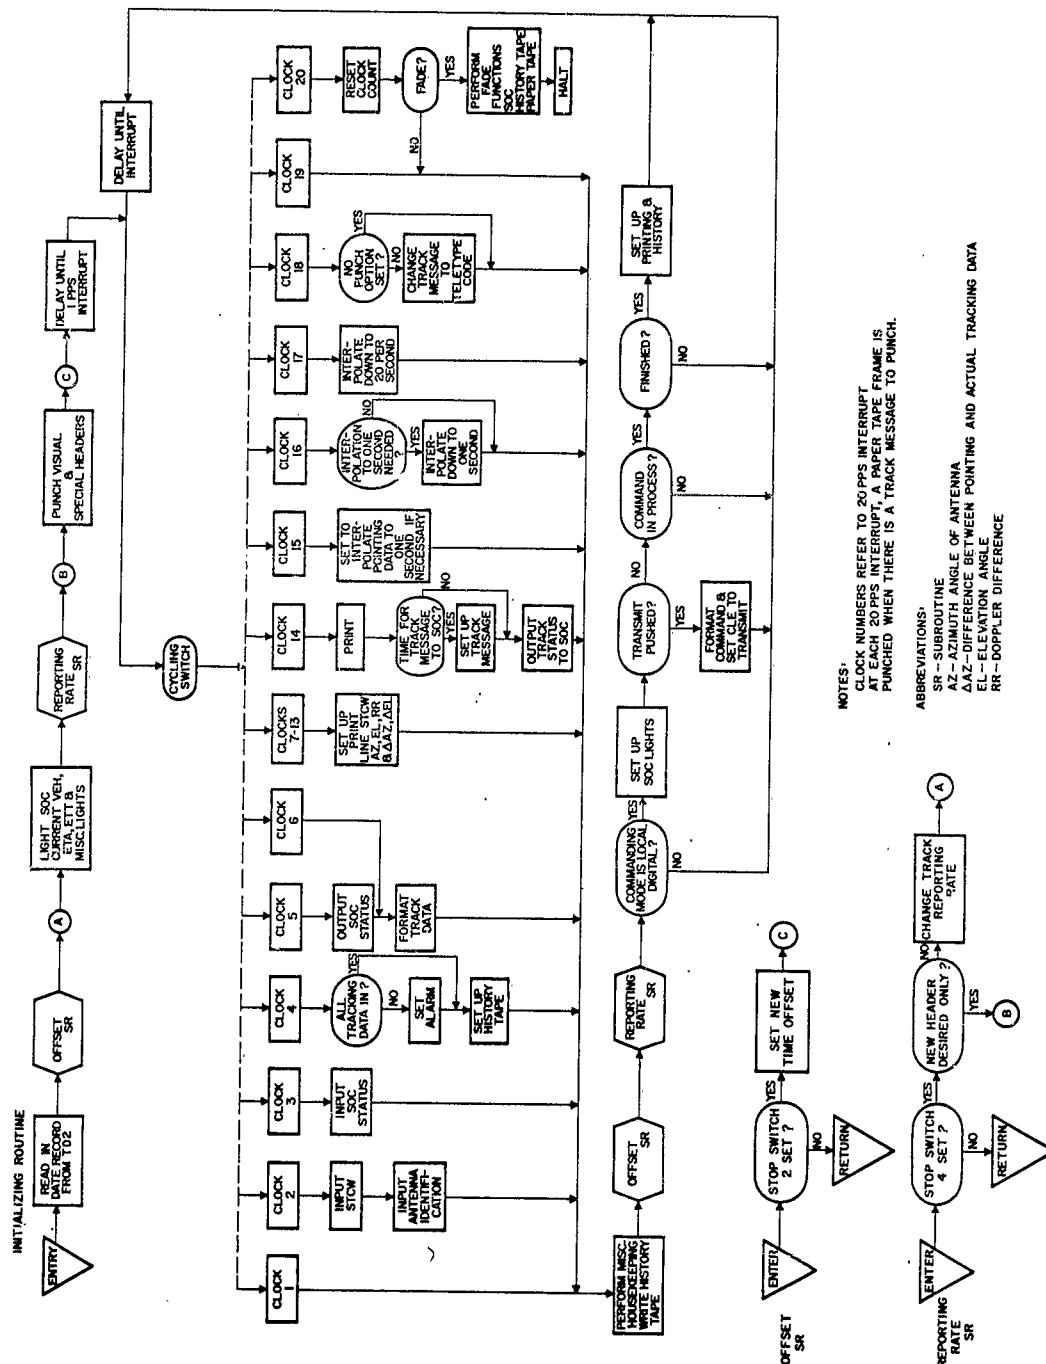 INITIALIZING ROUTINE
ENTRY
READ IN
DATE RECORD
FROM TD2
OFFSET
SR
A
LIGHT SOC
CURRENT VEH,
ETA, ETT &
MISC. LIGHTS
REPORTING
RATE SR
B
PUNCH VISUAL
&
SPECIAL HEADERS
C
DELAY UNTIL
1 PPS
INTERRUPT
DELAY UNTIL
INTERRUPT
CYCLING
SWITCH
CLOCK
1
CLOCK
2
INPUT
STCW
INPUT
ANTENNA
IDENTIFI-
CATION
CLOCK
3
INPUT
SOC
STATUS
CLOCK
4
ALL
TRACKING
DATA IN ?
YES
NO
SET
ALARM
SET UP
HISTORY
TAPE
CLOCK
5
OUTPUT
SOC
STATUS
FORMAT
TRACK
DATA
CLOCK
6
CLOCKS
7-13
SET UP
PRINT
LINE STCW
AZ, EL, RR
& ΔAZ, ΔEL
CLOCK
14
PRINT
TIME FOR
TRACK
MESSAGE
TO SOC?
NO
YES
SET UP
TRACK
MESSAGE
OUTPUT
TRACK
STATUS
TO SOC
CLOCK
15
SET TO
INTER-
POLATE
POINTING
DATA TO
ONE
SECOND IF
NECESSARY
CLOCK
16
INTER-
POLATION
TO ONE
SECOND
NEEDED
?
NO
YES
INTER-
POLATE
DOWN TO
ONE
SECOND
CLOCK
17
INTER-
POLATE
DOWN TO
20 PER
SECOND
CLOCK
18
NO
PUNCH
OPTION
SET ?
YES
NO
CHANGE
TRACK
MESSAGE
TO
TELETYPE
CODE
CLOCK
19
CLOCK
20
RESET
CLOCK
COUNT
FADE?
NO
YES
PERFORM
FADE
FUNCTIONS
SOC
HISTORY TAPE
PAPER TAPE
HALT
PERFORM MISC.
HOUSEKEEPING
WRITE HISTORY
TAPE
OFFSET
SR
REPORTING
RATE SR
COMMANDING
MODE IS LOCAL
DIGITAL?
YES
NO
SET UP
SOC LIGHTS
TRANSMIT
PUSHED?
NO
YES
FORMAT
COMMAND &
SET CLE TO
TRANSMIT
COMMAND
IN PROCESS?
YES
NO
FINISHED?
YES
NO
SET UP
PRINTING &
HISTORY
OFFSET
SR
ENTER
STOP SWITCH
2 SET ?
YES
NO
RETURN
SET NEW
TIME OFFSET
C
REPORTING
RATE
SR
ENTER
STOP SWITCH
4 SET ?
YES
NO
RETURN
NEW HEADER
DESIRED ONLY ?
NO
YES
B
CHANGE TRACK
REPORTING
RATE
A
NOTES:
CLOCK NUMBERS REFER TO 20 PPS INTERRUPT
AT EACH 20 PPS INTERRUPT, A PAPER TAPE FRAME IS
PUNCHED WHEN THERE IS A TRACK MESSAGE TO PUNCH.
ABBREVIATIONS:
SR — SUBROUTINE
AZ — AZIMUTH ANGLE OF ANTENNA
ΔAZ — DIFFERENCE BETWEEN POINTING AND ACTUAL TRACKING DATA
EL — ELEVATION ANGLE
RR — DOPPLER DIFFERENCE